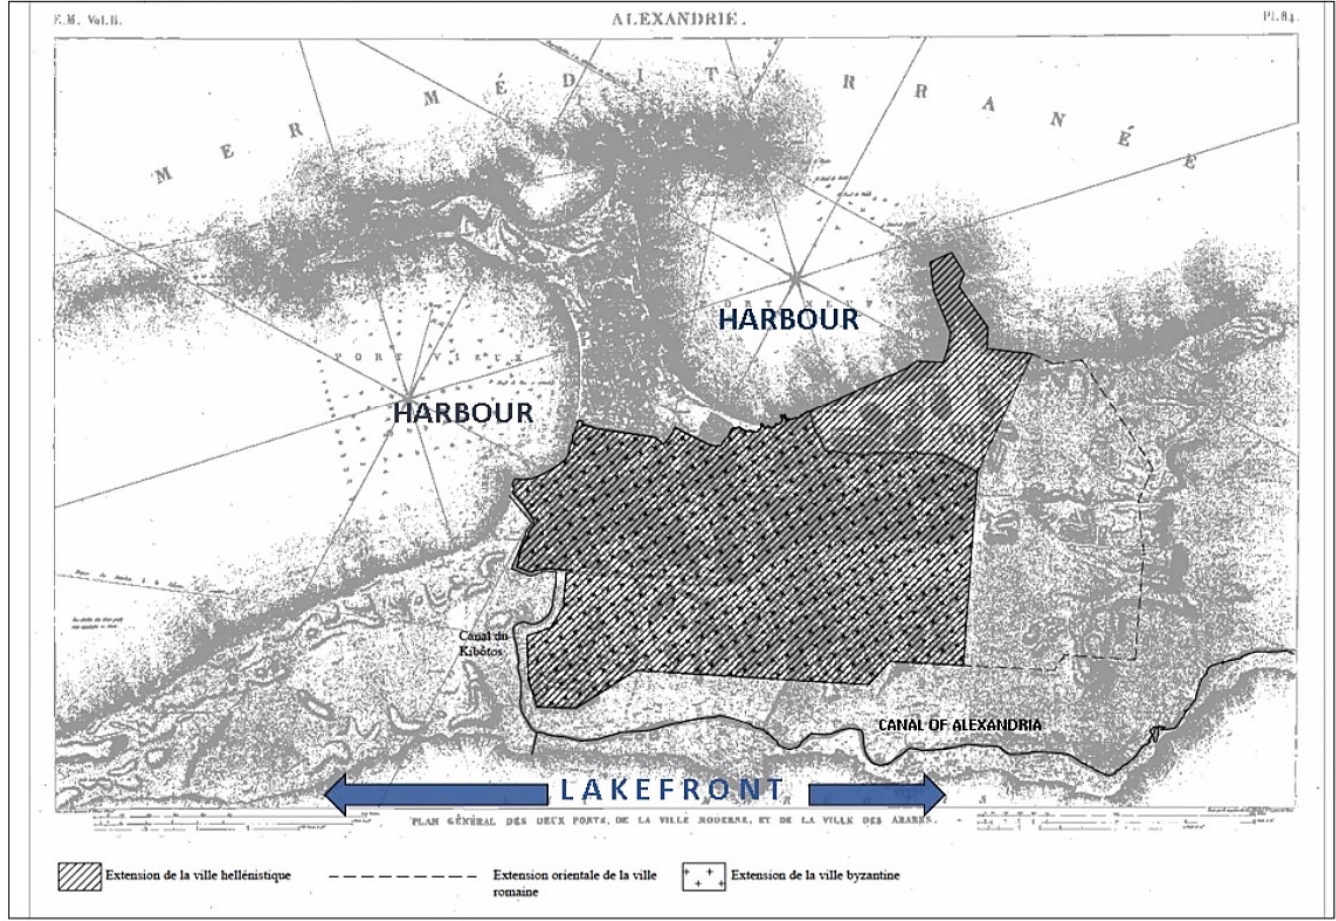 E.M. Vol. II.
ALEXANDRIE.
Pl. 84.
MER MÉDITERRANÉE
PORT NEUF
HARBOUR
PORT VIEUX
HARBOUR
Canal du
Kibôtos
CANAL OF ALEXANDRIA
LAKEFRONT
PLAN GÉNÉRAL DES DEUX PORTS, DE LA VILLE MODERNE, ET DE LA VILLE DES ARABES.
Extension de la ville hellénistique
Extension orientale de la ville
romaine
Extension de la ville byzantine